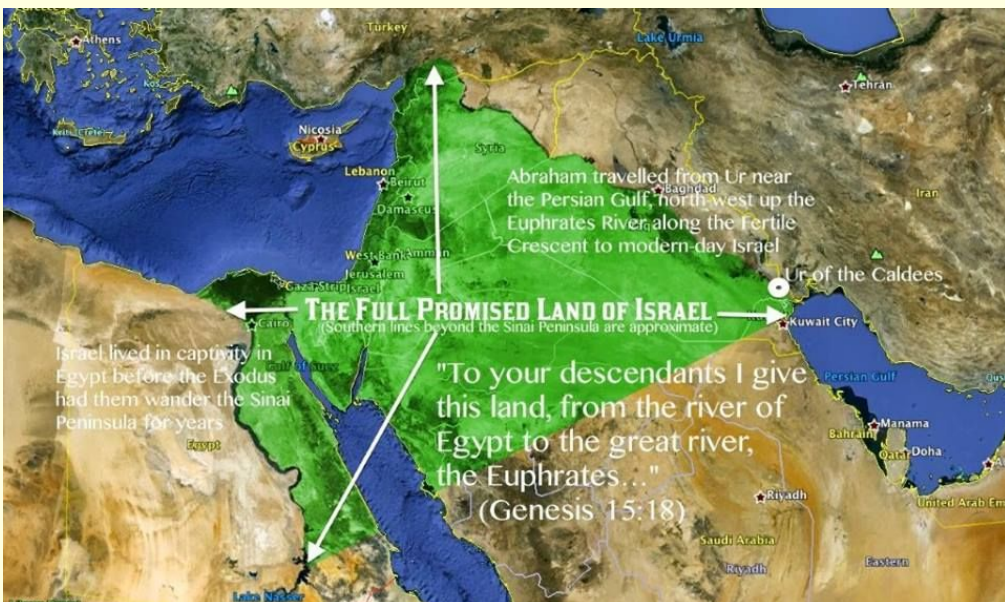 Athens
Turkey
Lake Urmia
Tehran
Nicosia
Cyprus
Syria
Lebanon
Beirut
Damascus
Abraham travelled from Ur near
the Persian Gulf, north west up the
Euphrates River along the Fertile
Crescent to modern-day Israel
Baghdad
Iran
West Bank
Amman
Jerusalem
Gaza Strip
Israel
Ur of the Caldees
THE FULL PROMISED LAND OF ISRAEL
(Southern lines beyond the Sinai Peninsula are approximate)
Cairo
Kuwait City
Israel lived in captivity in
Egypt before the Exodus
had them wander the Sinai
Peninsula for years
Gulf of Suez
Egypt
"To your descendants I give
this land, from the river of
Egypt to the great river,
the Euphrates..."
(Genesis 15:18)
Persian Gulf
Manama
Bahrain
Qatar
Doha
United Arab Em
Riyadh
Saudi Arabia
Riyadh
Eastern
Lake Nasser